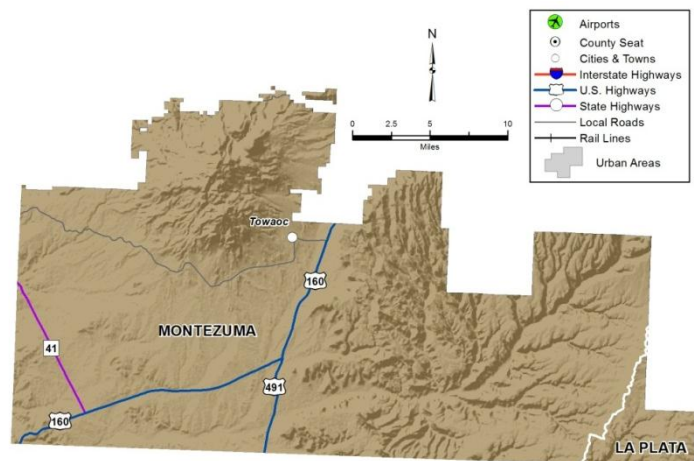 Airports
County Seat
Cities & Towns
Interstate Highways
U.S. Highways
State Highways
Local Roads
Rail Lines
Urban Areas
N
0 2.5 5 10
Miles
Towaoc
160
MONTEZUMA
41
491
160
LA PLATA